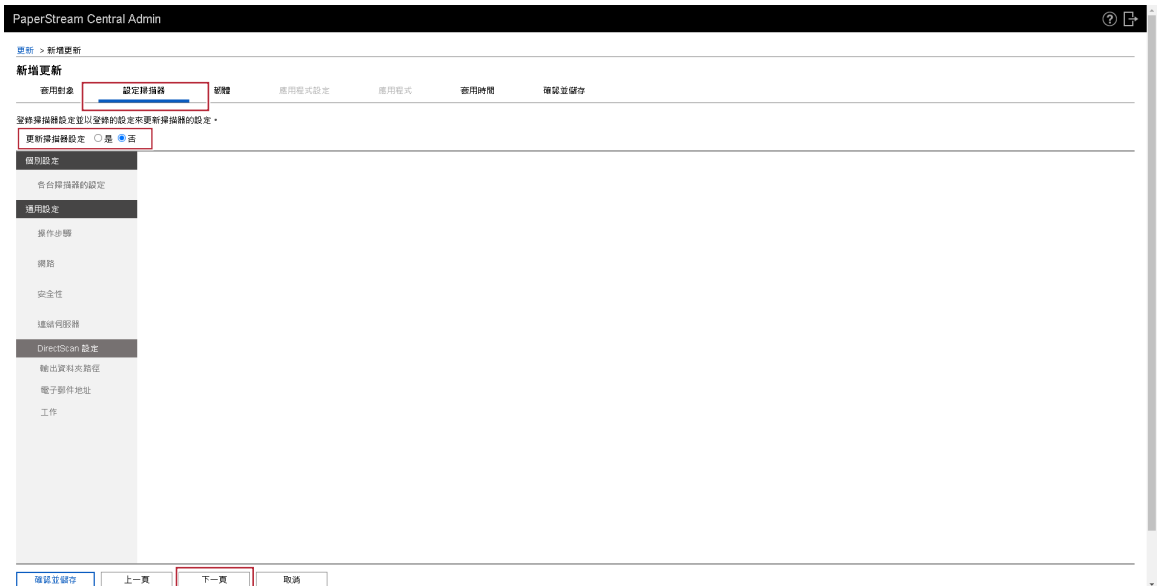 PaperStream Central Admin
更新 > 新增更新
新增更新
套用對象 設定掃描器 韌體 應用程式設定 應用程式 套用時間 確認並儲存
登錄掃描器設定並以登錄的設定來更新掃描器的設定。
更新掃描器設定 是 否
個別設定
各台掃描器的設定
通用設定
操作步驟
網路
安全性
連結伺服器
DirectScan 設定
輸出資料夾路徑
電子郵件地址
工作
確認並儲存 上一頁 下一頁 取消